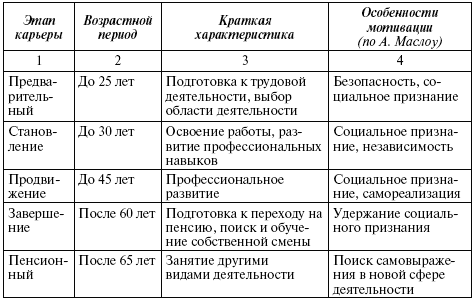 Этап карьеры
Возрастной период
Краткая характеристика
Особенности мотивации (по А. Маслоу)
1
2
3
4
Предва-
ритель-
ный
До 25 лет
Подготовка к трудовой
деятельности, выбор
области деятельности
Безопасность, со-
циальное признание
Станов-
ление
До 30 лет
Освоение работы, раз-
витие профессиональных
навыков
Социальное призна-
ние, независимость
Продви-
жение
До 45 лет
Профессиональное
развитие
Социальное призна-
ние, самореализация
Заверше-
ние
После 60 лет
Подготовка к переходу на
пенсию, поиск и обуче-
ние собственной смены
Удержание социаль-
ного признания
Пенсион-
ный
После 65 лет
Занятие другими
видами деятельности
Поиск самовыраже-
ния в новой сфере
деятельности